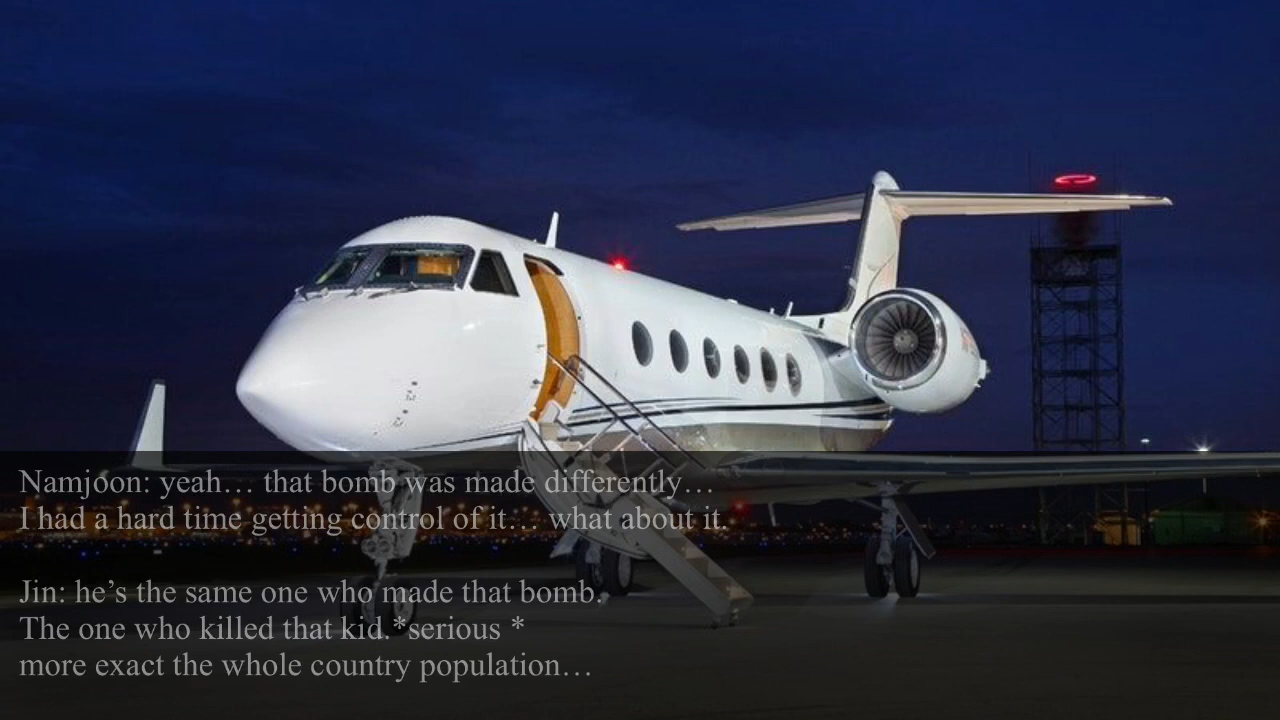 Namjoon: yeah… that bomb was made differently…
I had a hard time getting control of it… what about it.
Jin: he’s the same one who made that bomb.
The one who killed that kid.*serious *
more exact the whole country population…